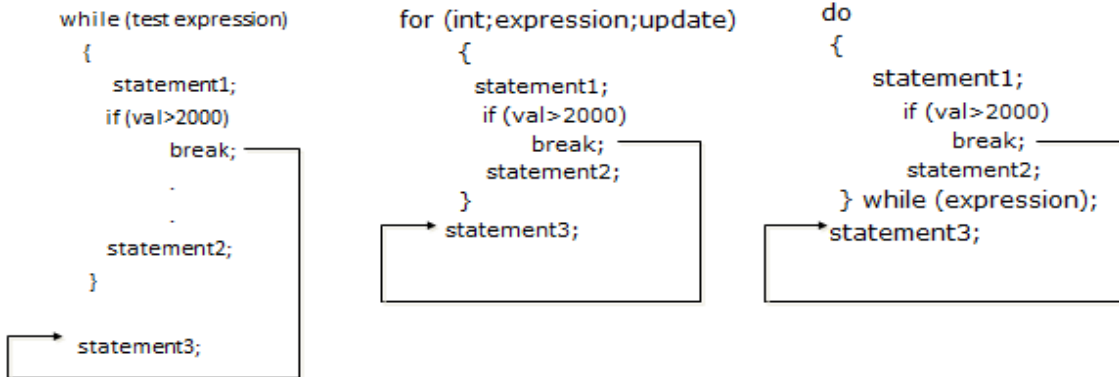 while (test expression)
{
statement1;
if (val>2000)
break;
.
.
statement2;
}
statement3;
for (int;expression;update)
{
statement1;
if (val>2000)
break;
statement2;
}
statement3;
do
{
statement1;
if (val>2000)
break;
statement2;
} while (expression);
statement3;